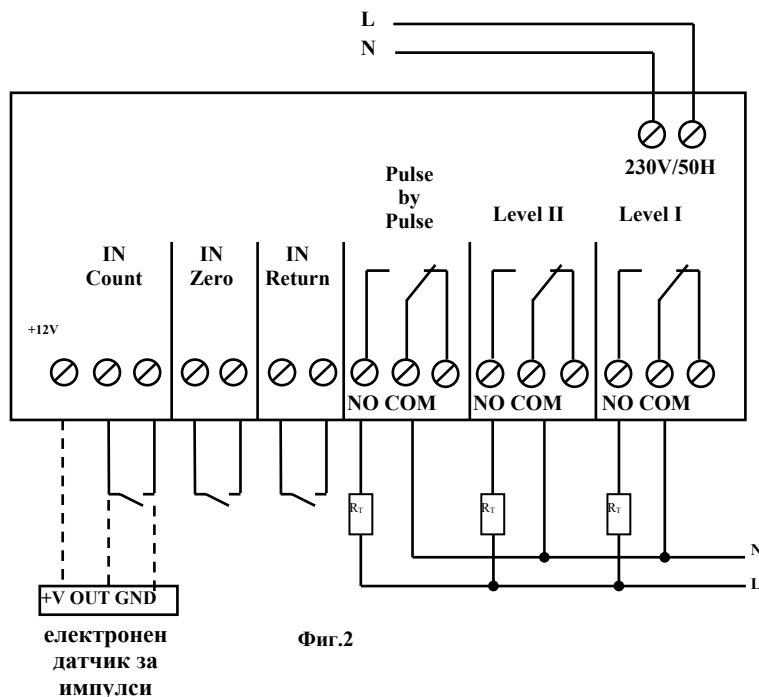 L
N
230V/50H
Pulse
by
Pulse
Level II
Level I
IN
Count
IN
Zero
IN
Return
+12V
NO COM
NO COM
NO COM
RT
RT
RT
N
L
+V OUT GND
електронен
датчик за
импулси
Фиг.2